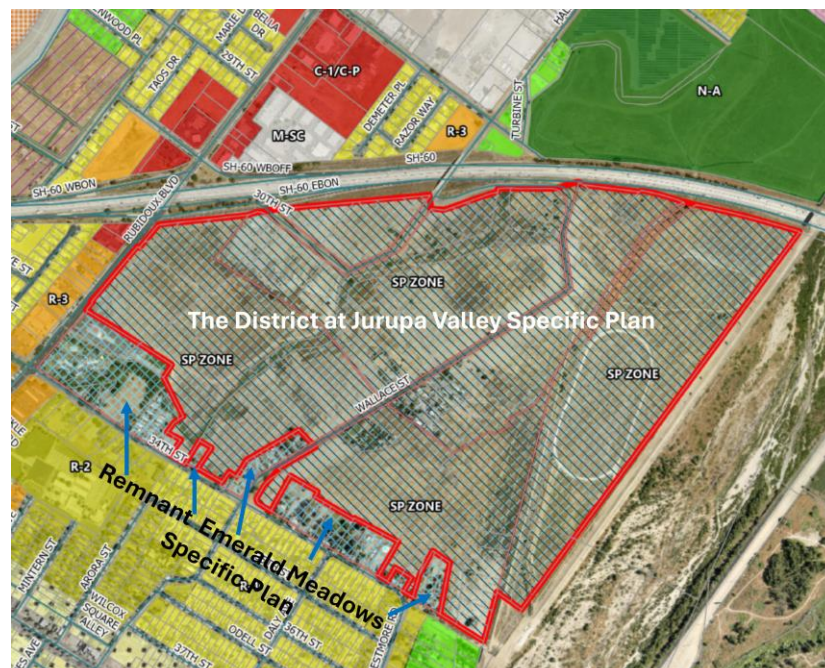 MARIE
BELLA
DR
29TH ST
TAOS DR
C-1/C-P
DEMETER PL
RAZOR WAY
R-3
TURBINE ST
N-A
M-SC
SH-60
SH-60 WBOFF
SH-60 WBON
SH-60 EBON
RUBIDOUX BLVD
30TH ST
SP ZONE
R-3
The District at Jurupa Valley Specific Plan
SP ZONE
SP ZONE
WALLACE ST
34TH ST
R-2
SP ZONE
Remnant Emerald Meadows
Specific Plan
MINTERN ST
ARORA ST
WILCOX
SQUARE
ALLEY
ODELL ST
36TH ST
37TH ST